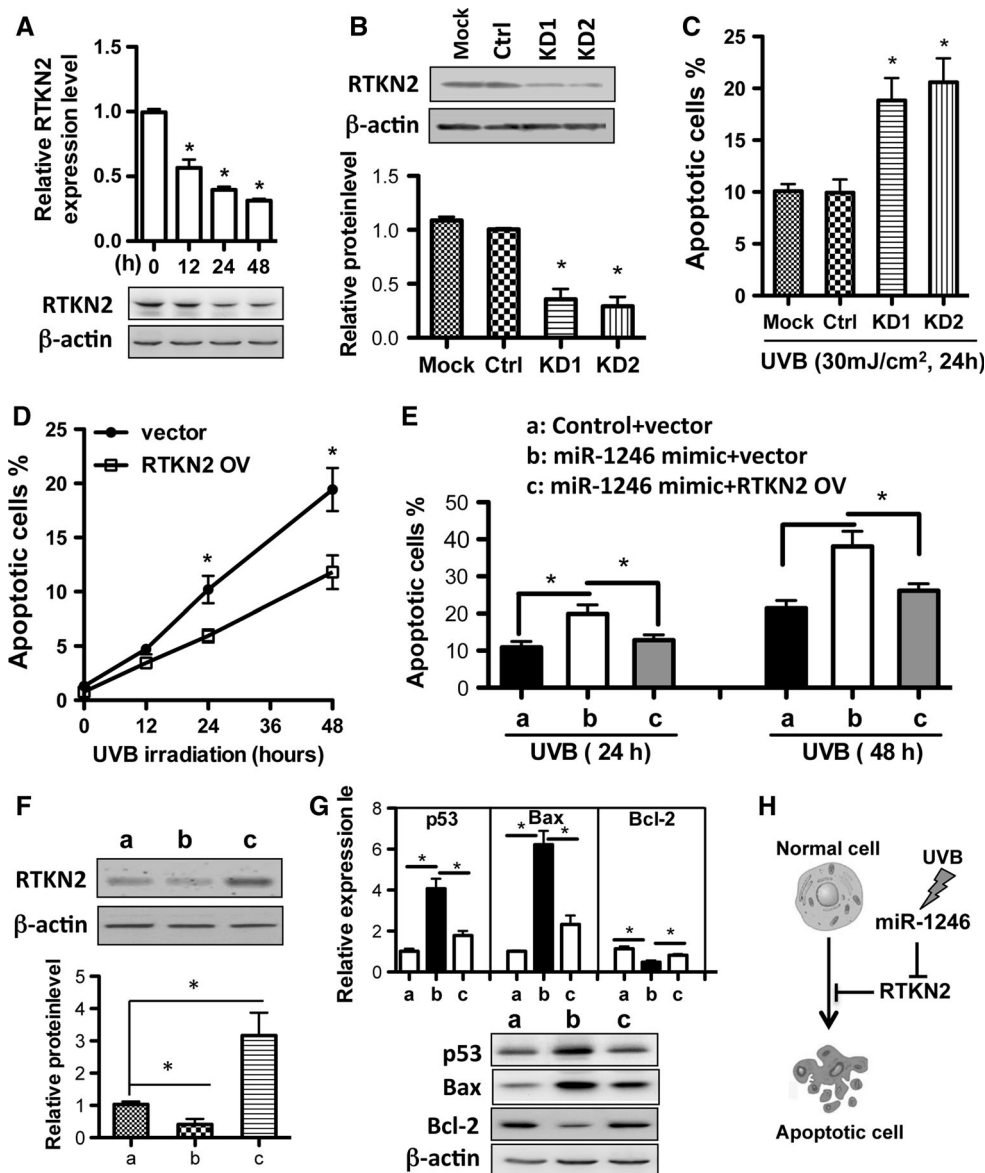 A
Relative RTKN2
expression level
1.0
0.5
0.0
* * *
(h) 0 12 24 48
RTKN2
β-actin
B
Mock Ctrl KD1 KD2
RTKN2
β-actin
Relative proteinlevel
1.5
1.0
0.5
0.0
* *
Mock Ctrl KD1 KD2
C
Apoptotic cells %
25
20
15
10
5
0
* *
Mock Ctrl KD1 KD2
UVB (30mJ/cm², 24h)
D
vector
RTKN2 OV
Apoptotic cells %
25
20
15
10
5
0
* *
0 12 24 36 48
UVB irradiation (hours)
E
a: Control+vector
b: miR-1246 mimic+vector
c: miR-1246 mimic+RTKN2 OV
Apoptotic cells %
50
40
30
20
10
0
* * *
a b c a b c
UVB ( 24 h) UVB ( 48 h)
F
a b c
RTKN2
β-actin
Relative proteinlevel
5
4
3
2
1
0
*
*
a b c
G
Relative expression le
8
6
4
2
0
p53 Bax Bcl-2
* * * * * *
a b c a b c a b c
a b c
p53
Bax
Bcl-2
β-actin
H
Normal cell
UVB
miR-1246
RTKN2
Apoptotic cell